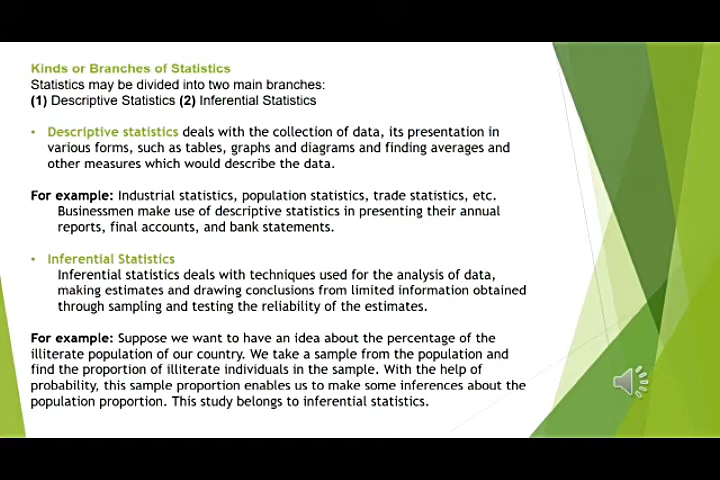 Kinds or Branches of Statistics
Statistics may be divided into two main branches:
(1) Descriptive Statistics (2) Inferential Statistics
• Descriptive statistics deals with the collection of data, its presentation in
various forms, such as tables, graphs and diagrams and finding averages and
other measures which would describe the data.
For example: Industrial statistics, population statistics, trade statistics, etc.
Businessmen make use of descriptive statistics in presenting their annual
reports, final accounts, and bank statements.
• Inferential Statistics
Inferential statistics deals with techniques used for the analysis of data,
making estimates and drawing conclusions from limited information obtained
through sampling and testing the reliability of the estimates.
For example: Suppose we want to have an idea about the percentage of the
illiterate population of our country. We take a sample from the population and
find the proportion of illiterate individuals in the sample. With the help of
probability, this sample proportion enables us to make some inferences about the
population proportion. This study belongs to inferential statistics.